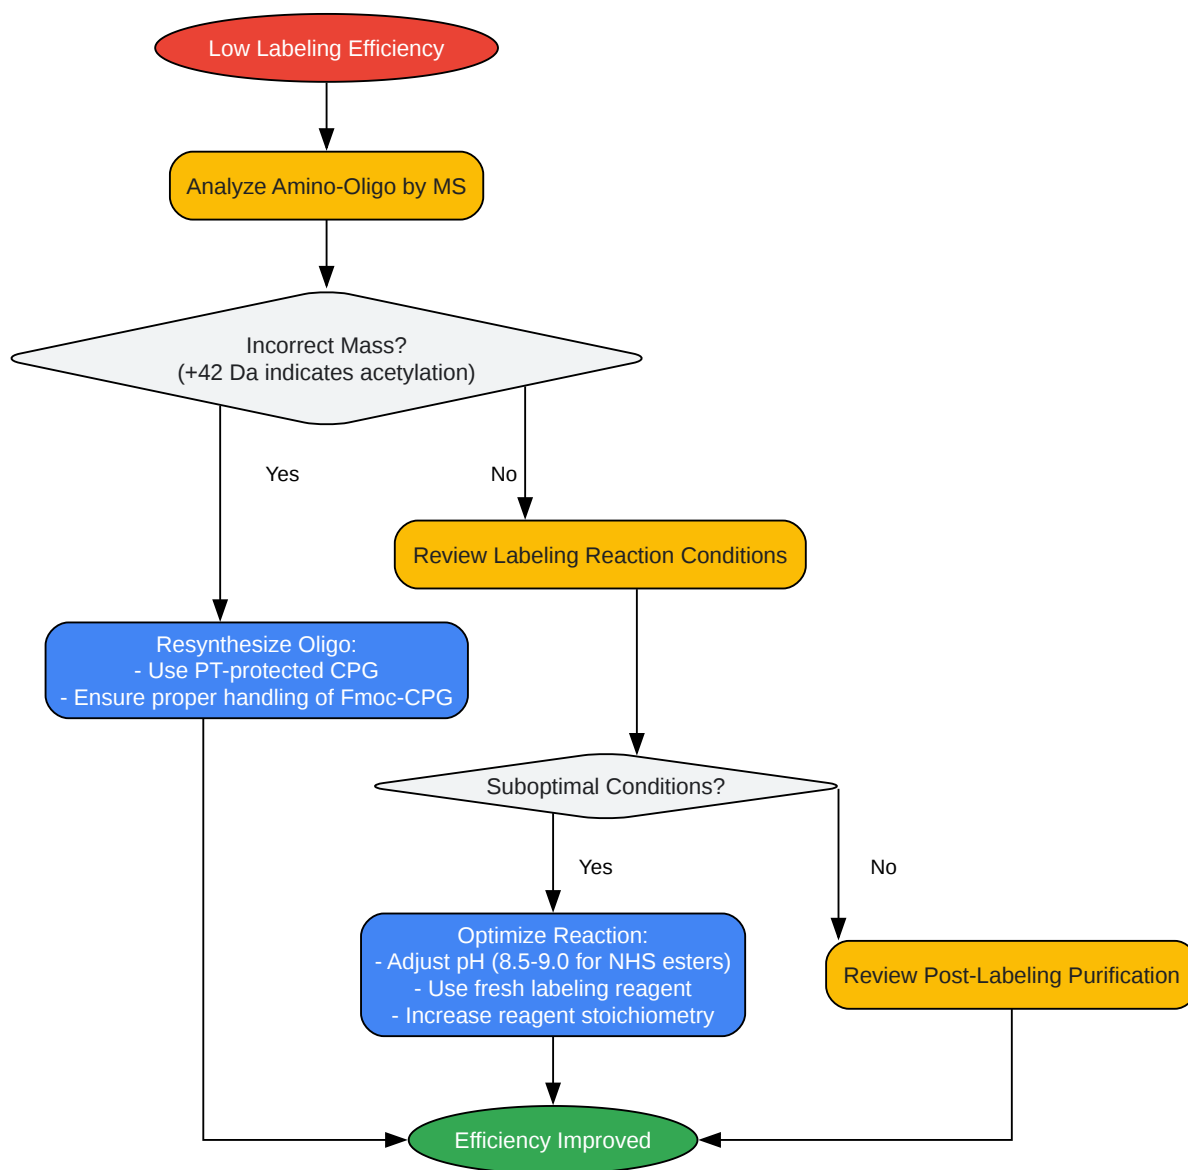 Low Labeling Efficiency
Analyze Amino-Oligo by MS
Incorrect Mass?
(+42 Da indicates acetylation)
Yes
No
Review Labeling Reaction Conditions
Resynthesize Oligo:
- Use PT-protected CPG
- Ensure proper handling of Fmoc-CPG
Suboptimal Conditions?
Yes
No
Optimize Reaction:
- Adjust pH (8.5-9.0 for NHS esters)
- Use fresh labeling reagent
- Increase reagent stoichiometry
Review Post-Labeling Purification
Efficiency Improved